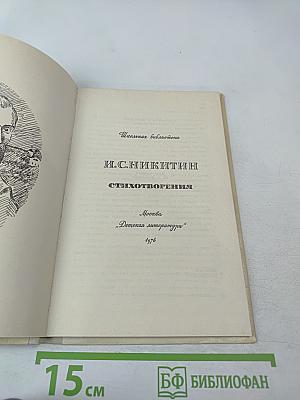 Школьная библиотека
И.С.НИКИТИН
СТИХОТВОРЕНИЯ
Москва
„Детская литература"
1976
15 см
БФ БИБЛИОФАН